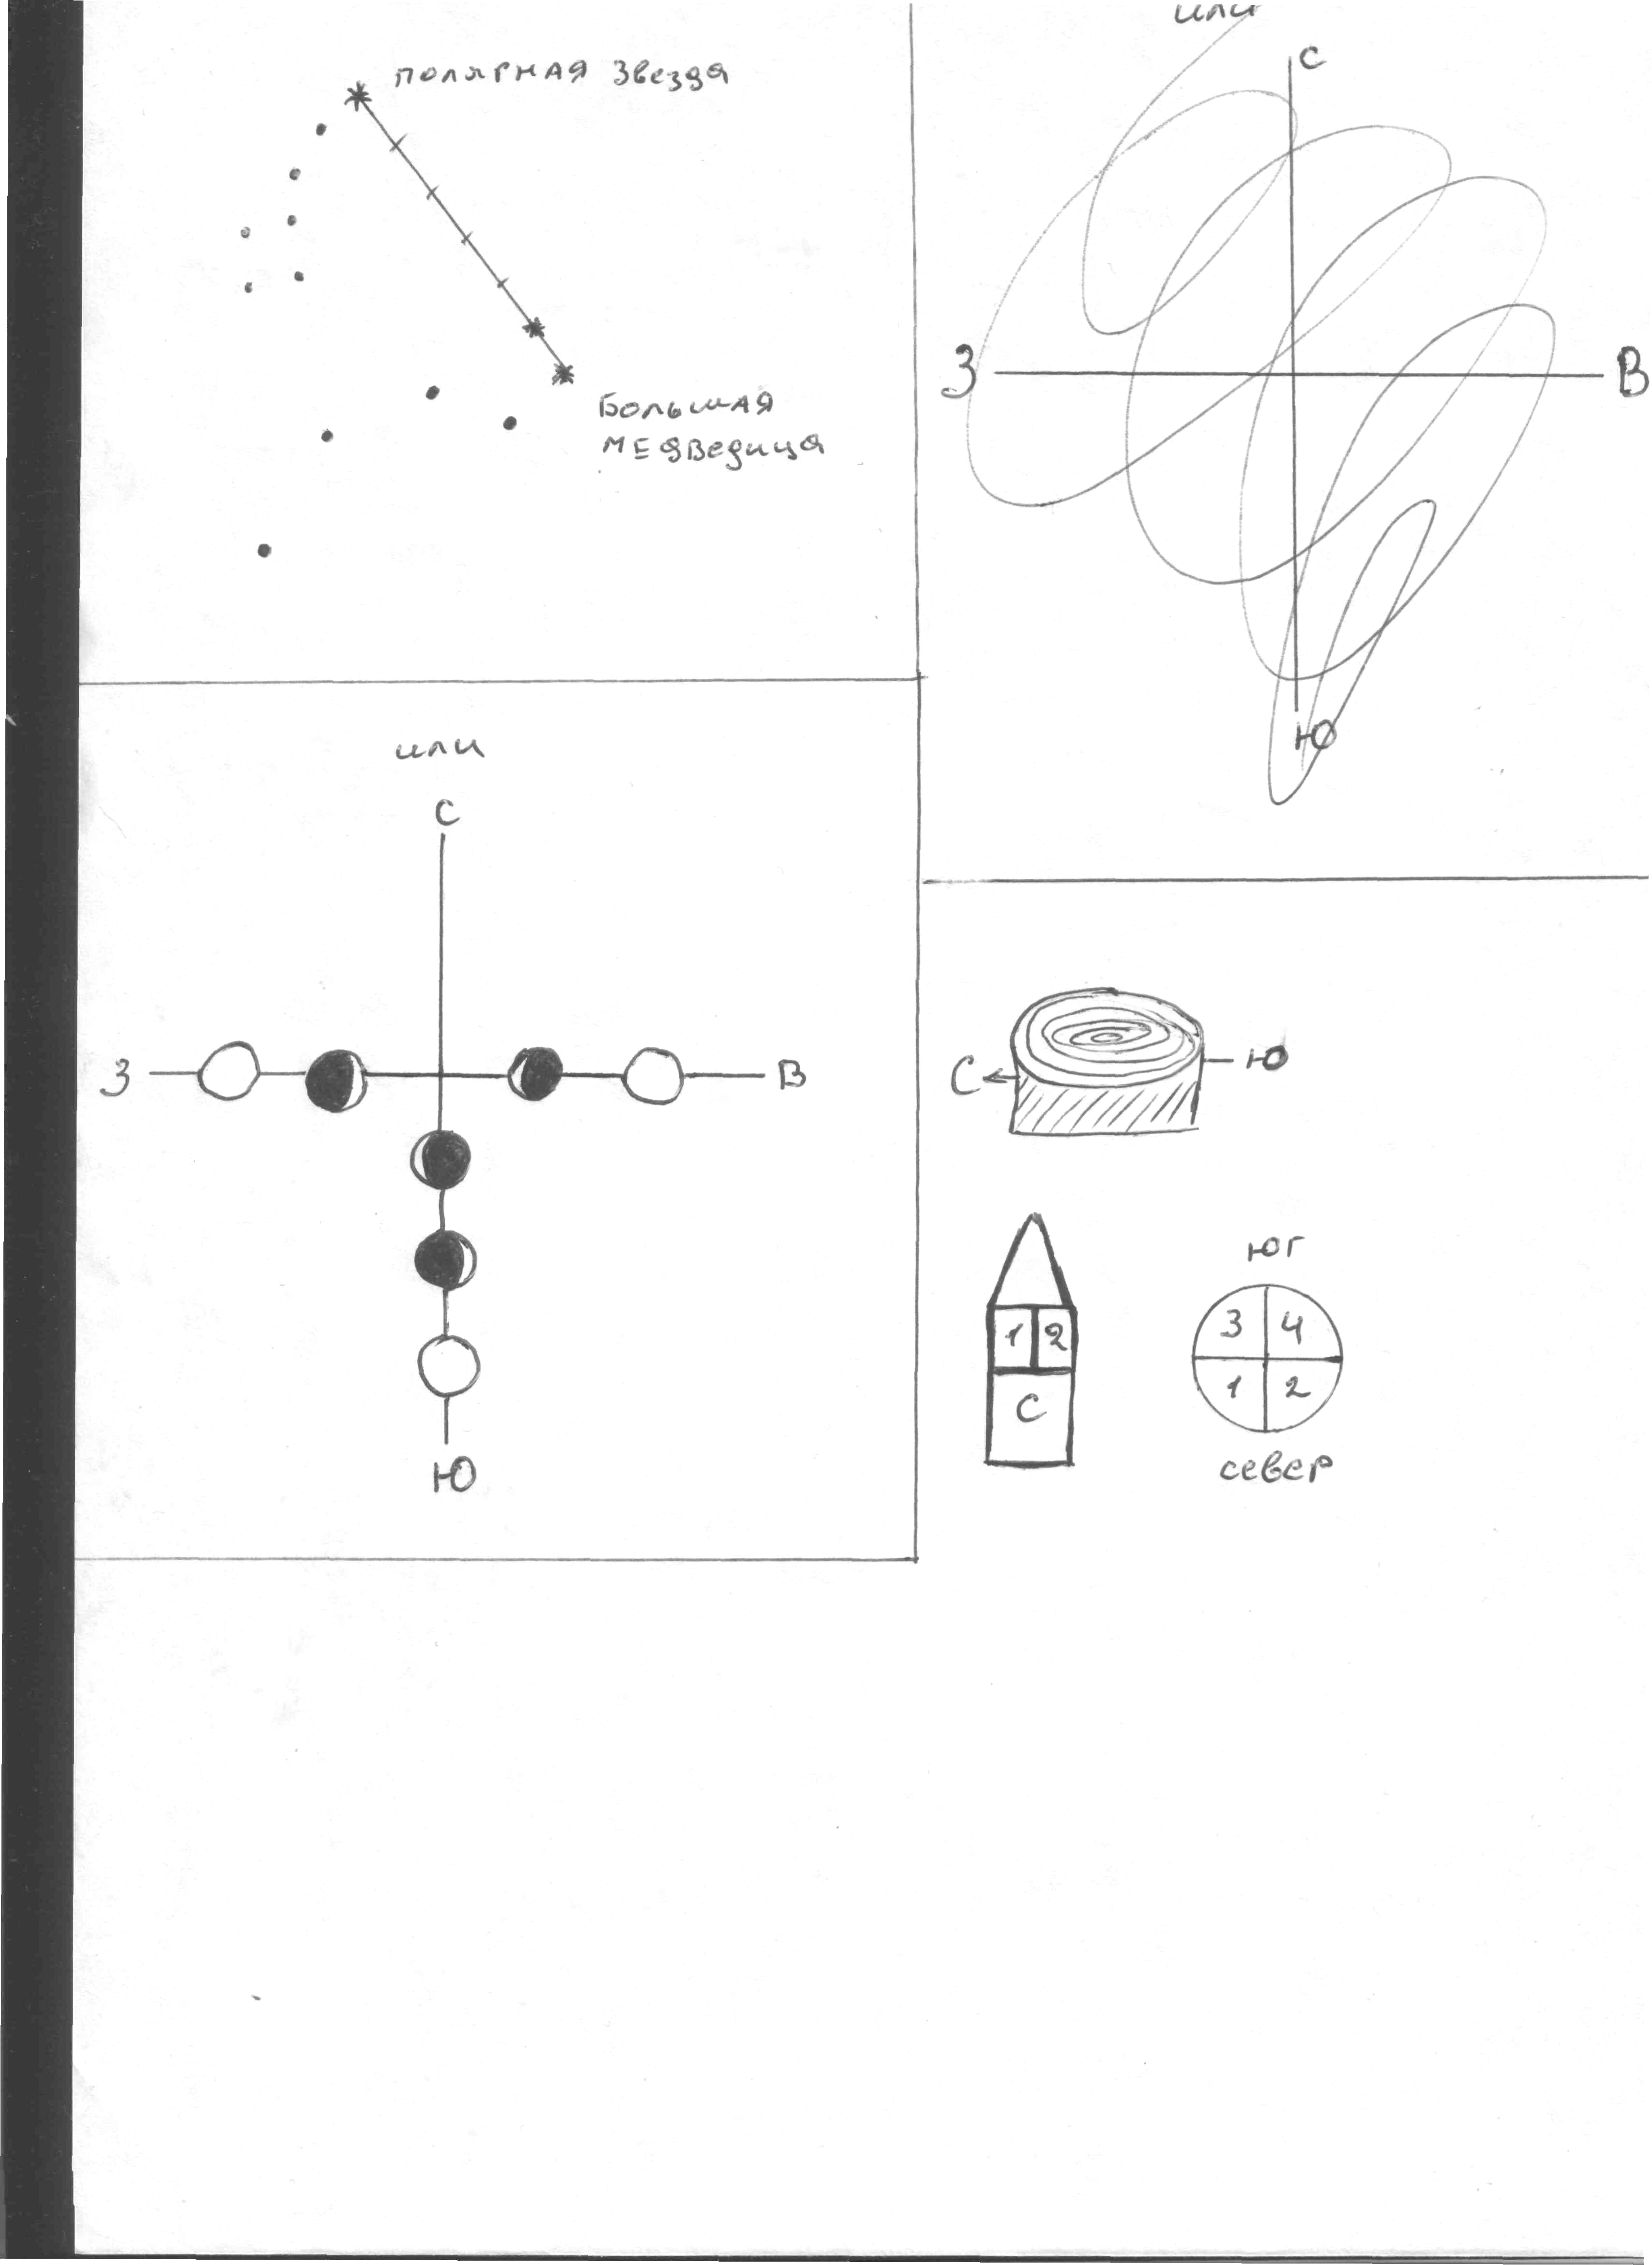 полярная звезда
Большая
медведица
или
С
З
В
Ю
или
С
З
В
Ю
С
Ю
1 2
С
юг
3 4
1 2
север